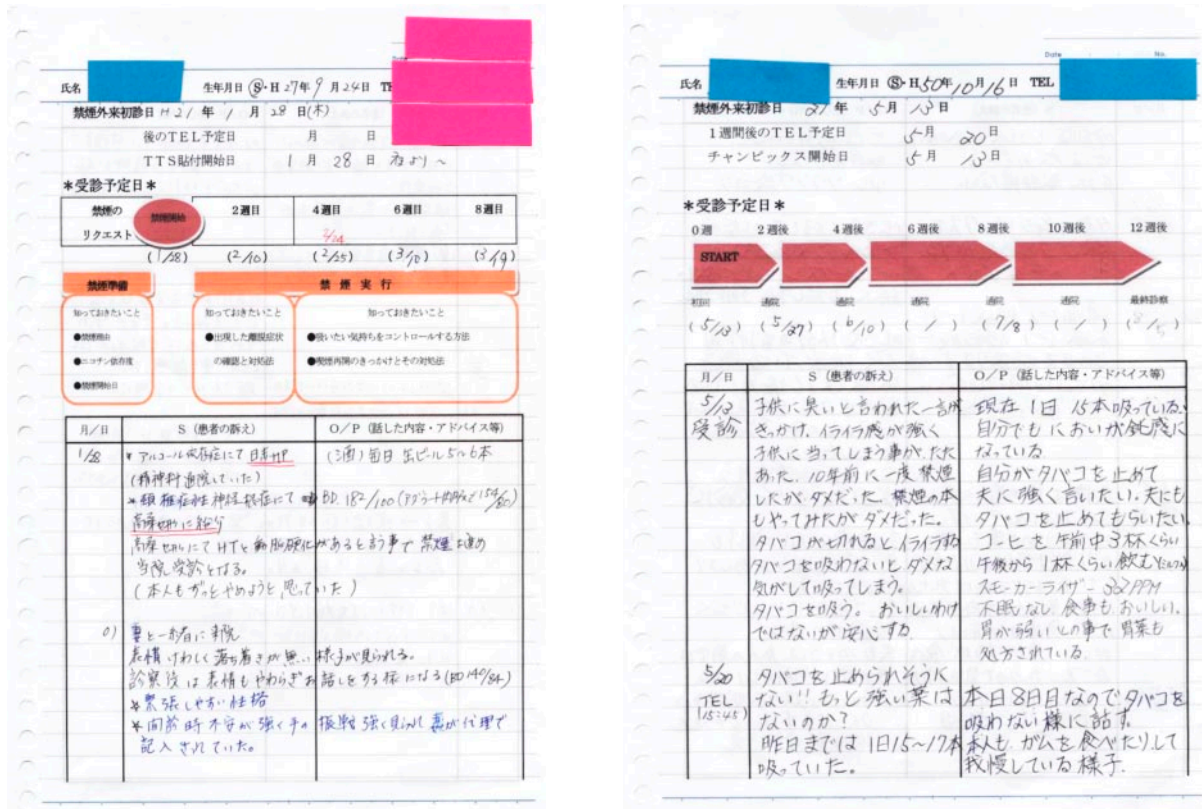 氏名
生年月日 Ⓢ・H 27年 9月 24日 TE
禁煙外来初診日 H21年 1月 28日(木)
後のTEL予定日 月 日
TTS貼付開始日 1月 28日 夜より〜
＊受診予定日＊
禁煙の 禁煙開始 2週目 4週目 6週目 8週目
リクエスト
(1/28) (2/10) (2/25) (3/10) (3/19)
禁煙準備 禁煙実行
知っておきたいこと 知っておきたいこと 知っておきたいこと
●禁煙理由 ●出現した離脱症状 ●吸いたい気持ちをコントロールする方法
●ニコチン依存度 の確認と対処法 ●喫煙再開のきっかけとその対処法
●禁煙開始日
月/日 S（患者の訴え） O/P（話した内容・アドバイス等）
1/28 ＊アルコール依存症にて (酒)毎日 缶ビール5〜6本
(精神科通院していた)
＊頸椎症性神経根症にて BD.182/100
高血圧にて HTと動脈硬化があると言う事で 禁煙を進め
当院受診となる。
(本人もずっとやめようと思っていた)
O) 妻と一緒に来院
表情けわしく落ち着きが無い様子が見られる。
診察後は表情もやわらぎお話しをする様になる(BD140/84)
＊緊張しやすい性格
＊問診時不安が強く手の振戦強く見られ妻が代理で
記入されていた。
Date No.
氏名
生年月日 Ⓢ・H 50年 10月 16日 TEL
禁煙外来初診日 21年 5月 13日
1週間後のTEL予定日 5月 20日
チャンピックス開始日 5月 13日
＊受診予定日＊
0週 2週後 4週後 6週後 8週後 10週後 12週後
START
初回 通院 通院 通院 通院 通院 最終診察
(5/13) (5/27) (6/10) ( / ) (7/8) ( / )
月/日 S（患者の訴え） O/P（話した内容・アドバイス等）
5/13 子供に臭いと言われた一言が 現在1日15本吸っている。
受診 きっかけ。イライラ感が強く 自分でもにおいが鈍感に
子供に当ってしまう事が、たた なっている
あった。10年前に一度禁煙 自分がタバコを止めて
したがダメだった。禁煙の本 夫に強く言いたい。夫にも
もやってみたがダメだった。 タバコを止めてもらいたい。
タバコが切れるとイライラする コーヒを午前中3杯くらい
タバコを吸わないとダメな 午後から1杯くらい飲む
気がして吸ってしまう。 スモーカーライザー 32PPM
タバコを吸う。おいしいわけ 不眠なし 食事もおいしい。
ではないが安心する 胃が弱いとの事で胃薬も
処方されている
5/20 タバコを止められそうに
TEL ない!!もっと強い薬は 本日8日目なのでタバコを
(15:45) ないのか? 吸わない様に話す。
昨日までは1日15〜17本 本人も、ガムを食べたりして
吸っていた。 我慢している様子.